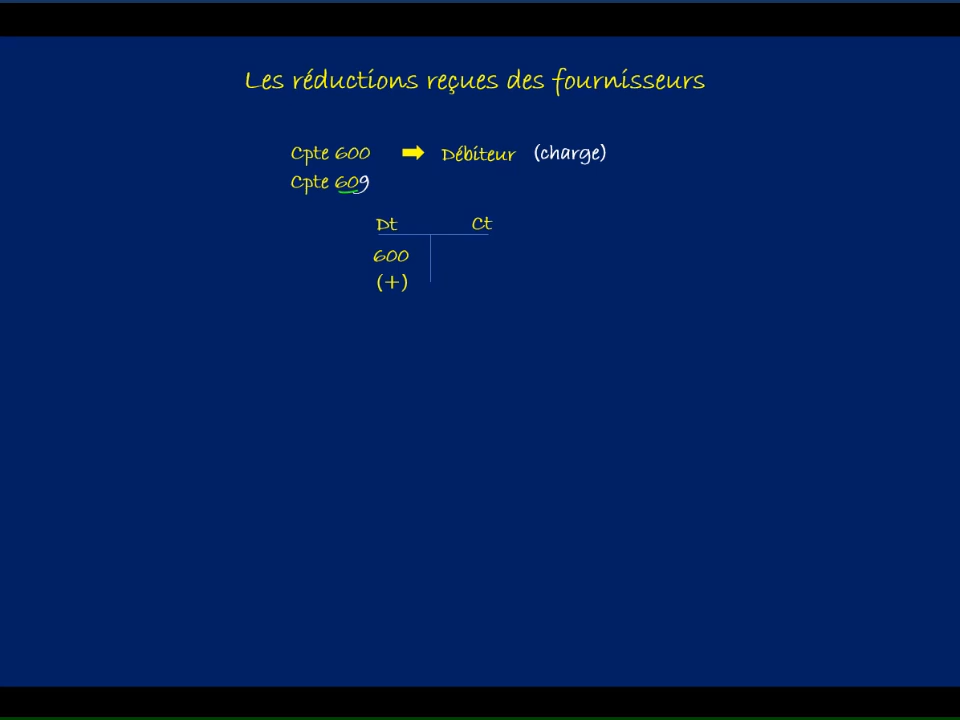 Les réductions reçues des fournisseurs
Cpte 600 ➡ Débiteur (charge)
Cpte 609
Dt Ct
600
(+)